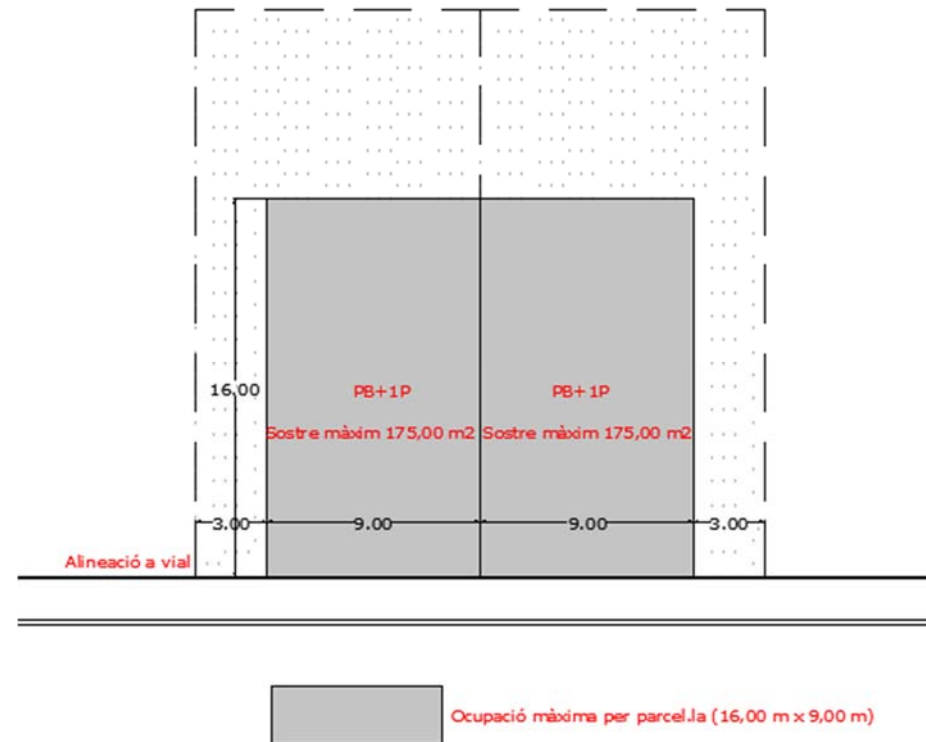 16,00
PB+1P
PB+1P
Sostre màxim 175,00 m2
Sostre màxim 175,00 m2
3.00
9.00
9.00
3.00
Alineació a vial
Ocupació màxima per parcel.la (16,00 m x 9,00 m)